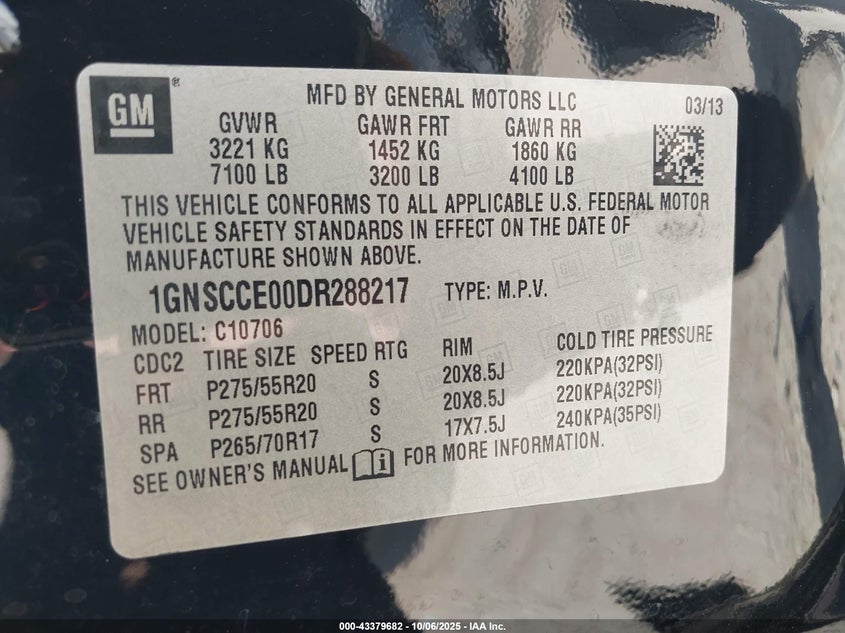 GM ® MFD BY GENERAL MOTORS LLC 03/13
GVWR GAWR FRT GAWR RR
3221 KG 1452 KG 1860 KG
7100 LB 3200 LB 4100 LB
THIS VEHICLE CONFORMS TO ALL APPLICABLE U.S. FEDERAL MOTOR
VEHICLE SAFETY STANDARDS IN EFFECT ON THE DATE OF
MANUFACTURE SHOWN ABOVE.
1GNSCCE00DR288217 TYPE: M.P.V.
MODEL: C10706
CDC2 TIRE SIZE SPEED RTG RIM COLD TIRE PRESSURE
FRT P275/55R20 S 20X8.5J 220KPA(32PSI)
RR P275/55R20 S 20X8.5J 220KPA(32PSI)
SPA P265/70R17 S 17X7.5J 240KPA(35PSI)
SEE OWNER'S MANUAL i FOR MORE INFORMATION.
000-43379682 - 10/06/2025 - IAA Inc.